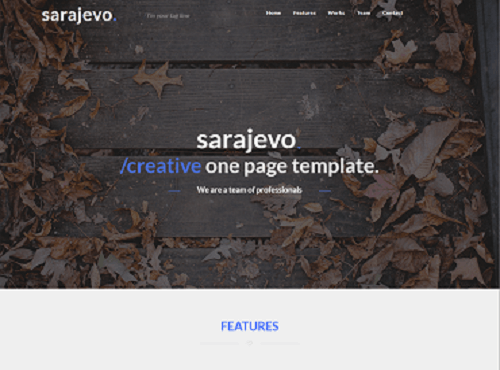 sarajevo.
I'm your tag line
Home Features Works Team Contact
sarajevo
/creative one page template.
We are a team of professionals
FEATURES